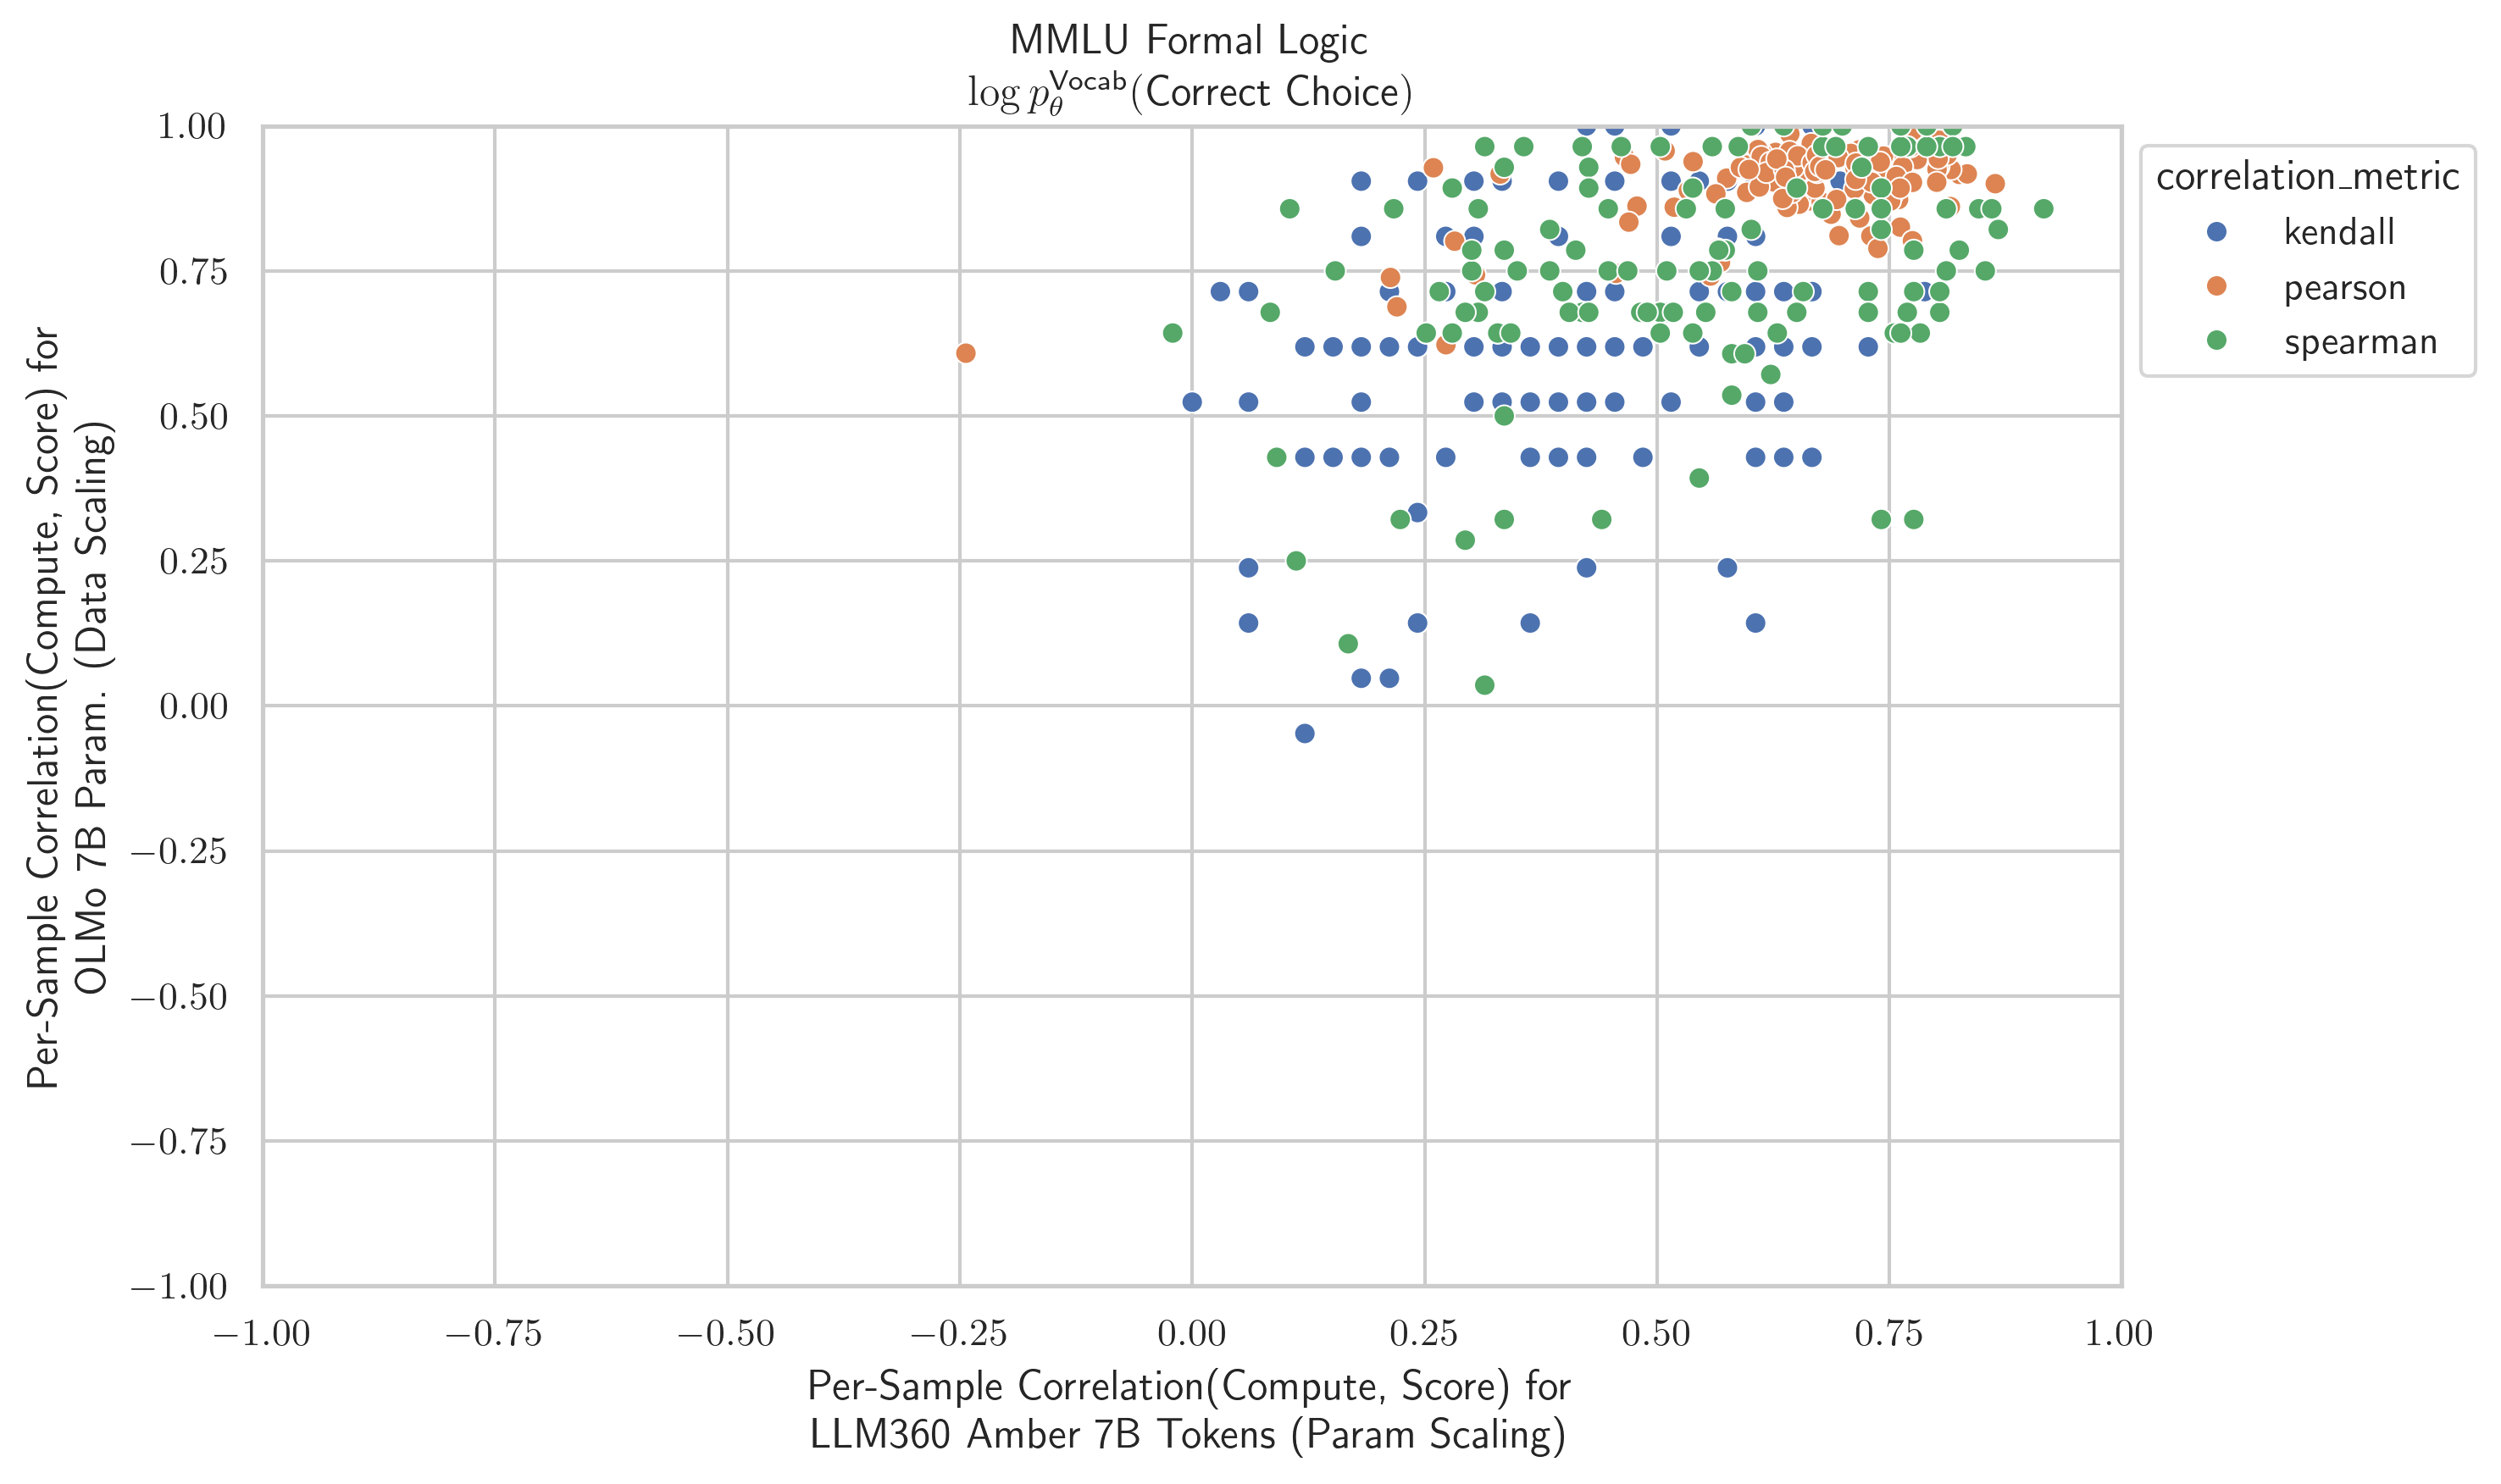 MMLU Formal Logic
log p_θ^Vocab(Correct Choice)
Per-Sample Correlation(Compute, Score) for
OLMo 7B Param. (Data Scaling)
1.00
0.75
0.50
0.25
0.00
−0.25
−0.50
−0.75
−1.00
−1.00 −0.75 −0.50 −0.25 0.00 0.25 0.50 0.75 1.00
Per-Sample Correlation(Compute, Score) for
LLM360 Amber 7B Tokens (Param Scaling)
correlation_metric
kendall
pearson
spearman